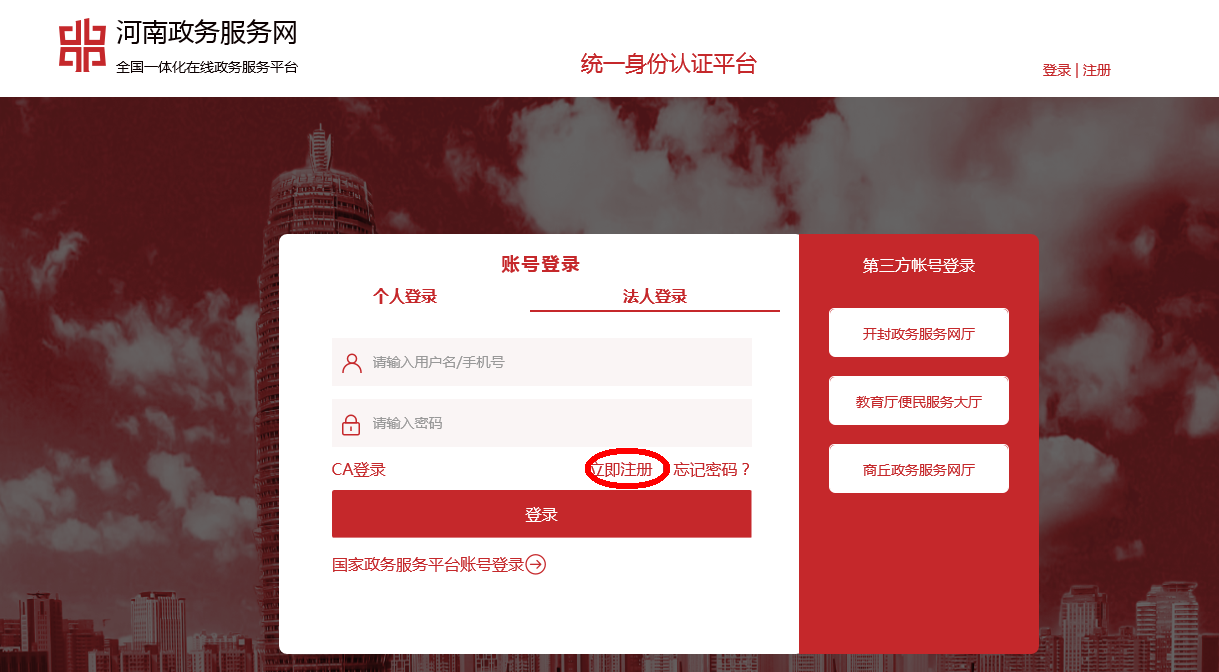 河南政务服务网
全国一体化在线政务服务平台
统一身份认证平台
登录 | 注册
账号登录
个人登录 法人登录
请输入用户名/手机号
请输入密码
CA登录 立即注册 忘记密码？
登录
国家政务服务平台账号登录
第三方帐号登录
开封政务服务网厅
教育厅便民服务大厅
商丘政务服务网厅